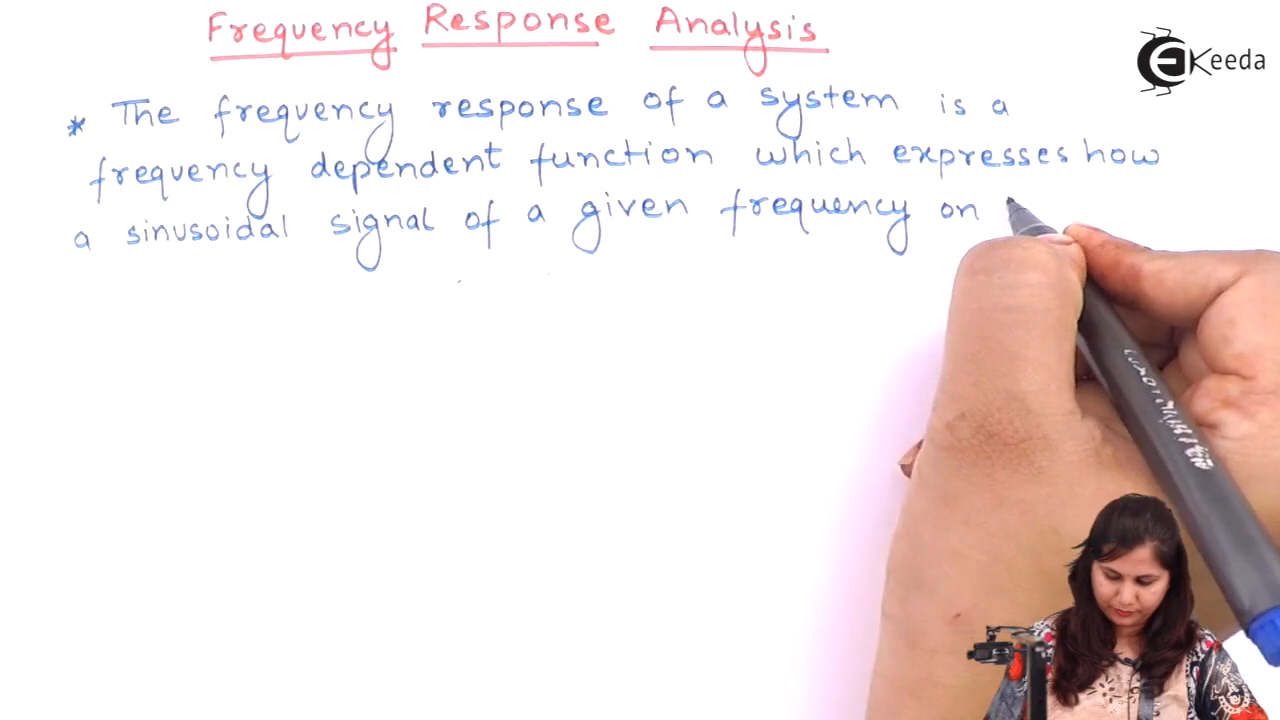 Frequency Response Analysis
Keeda
* The frequency response of a system is a
frequency dependent function which expresses how
a sinusoidal signal of a given frequency on